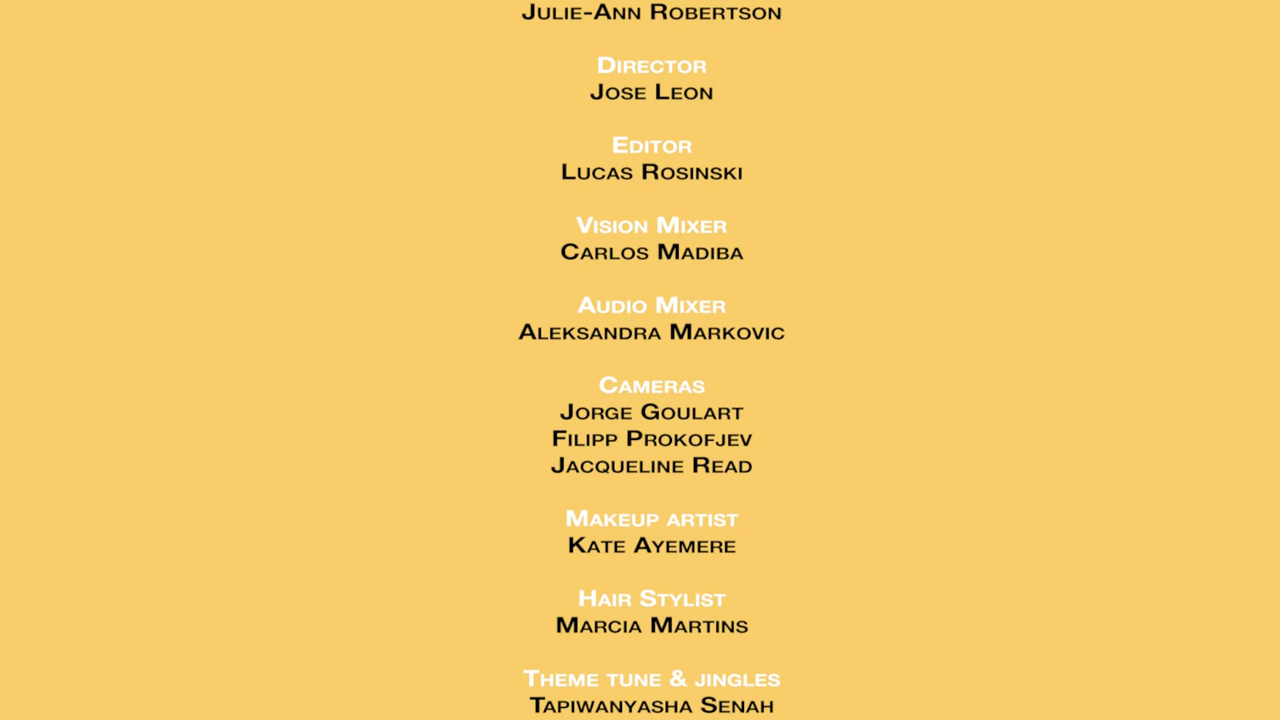 Julie-Ann Robertson
Director
Jose Leon
Editor
Lucas Rosinski
Vision Mixer
Carlos Madiba
Audio Mixer
Aleksandra Markovic
Cameras
Jorge Goulart
Filipp Prokofjev
Jacqueline Read
Makeup artist
Kate Ayemere
Hair Stylist
Marcia Martins
Theme tune & jingles
Tapiwanyasha Senah